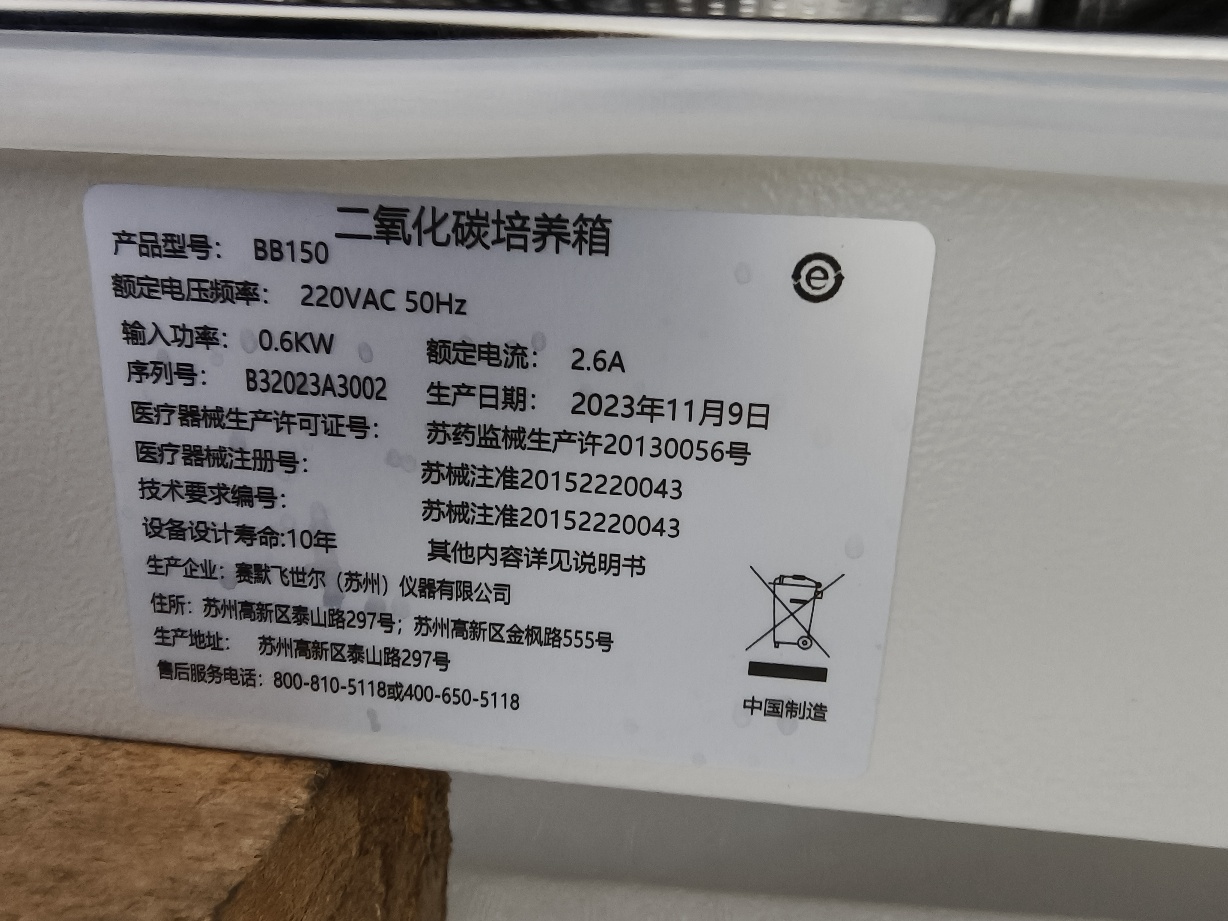 二氧化碳培养箱
产品型号： BB150
额定电压频率： 220VAC 50Hz
输入功率： 0.6KW 额定电流： 2.6A
序列号： B32023A3002 生产日期： 2023年11月9日
医疗器械生产许可证号： 苏药监械生产许20130056号
医疗器械注册号： 苏械注准20152220043
技术要求编号： 苏械注准20152220043
设备设计寿命:10年 其他内容详见说明书
生产企业：赛默飞世尔（苏州）仪器有限公司
住所：苏州高新区泰山路297号；苏州高新区金枫路555号
生产地址： 苏州高新区泰山路297号
售后服务电话：800-810-5118或400-650-5118
e
中国制造